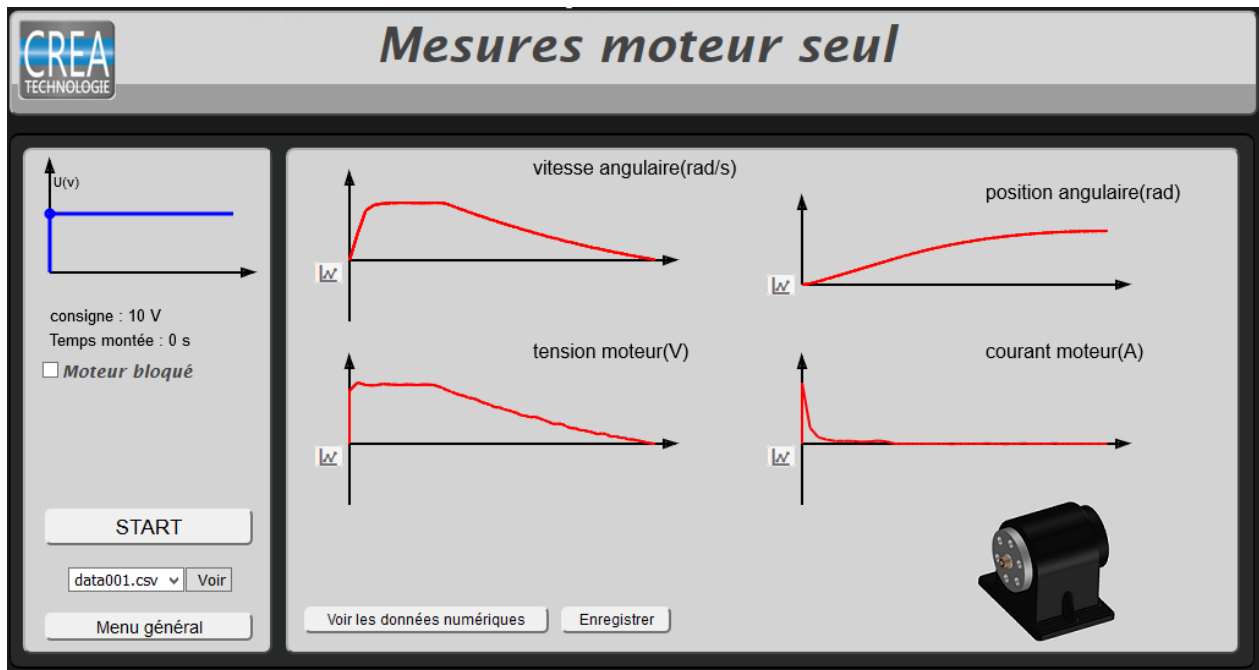 CREA
TECHNOLOGIE
Mesures moteur seul
U(v)
consigne : 10 V
Temps montée : 0 s
Moteur bloqué
START
data001.csv
Voir
Menu général
vitesse angulaire(rad/s)
position angulaire(rad)
tension moteur(V)
courant moteur(A)
Voir les données numériques
Enregistrer